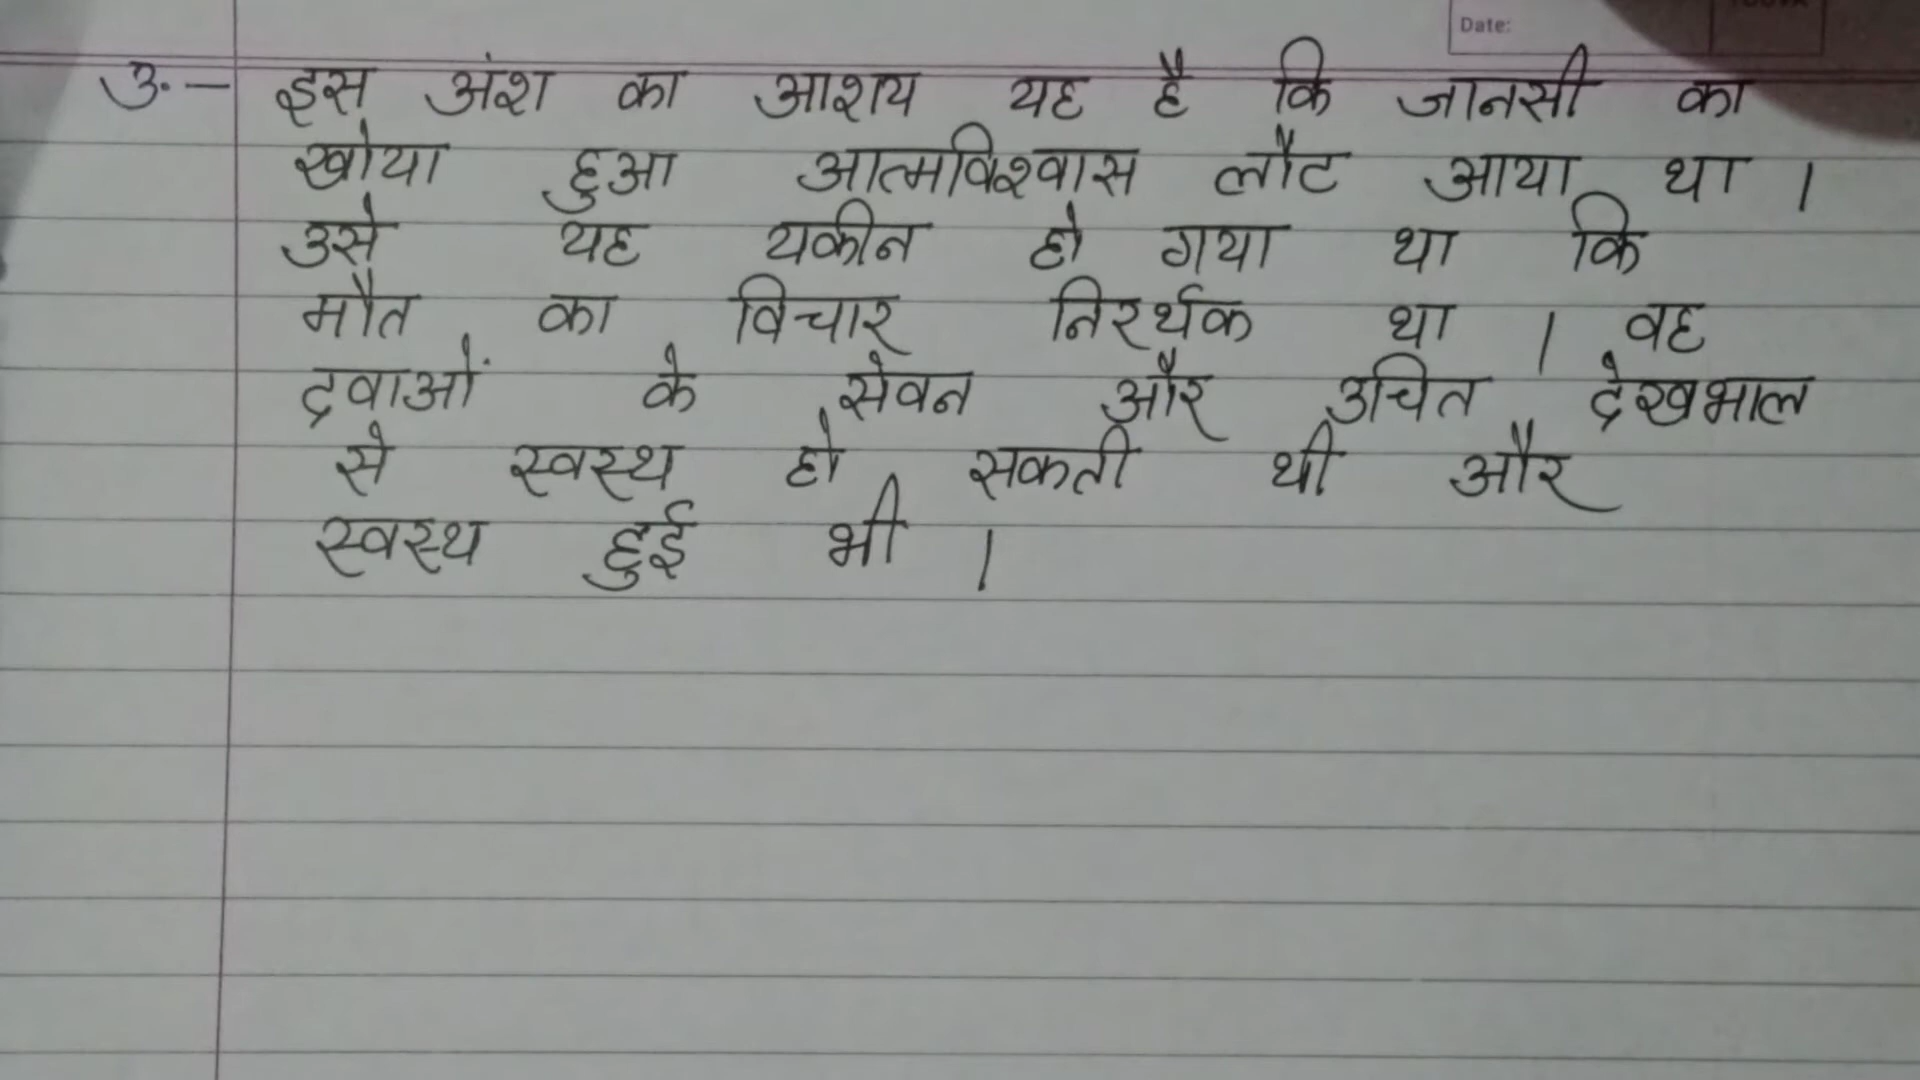 Date:
उ.- इस अंश का आशय यह है कि जानसी का
खोया हुआ आत्मविश्वास लौट आया था ।
उसे यह यकीन हो गया था कि
मौत का विचार निरर्थक था । वह
दवाओं के सेवन और उचित देखभाल
से स्वस्थ हो सकती थी और
स्वस्थ हुई भी ।